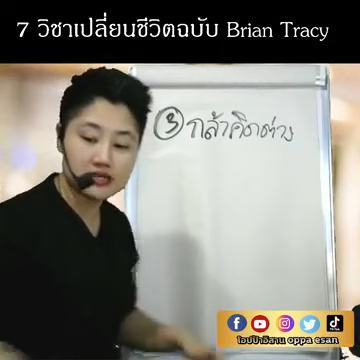 7 วิชาเปลี่ยนชีวิตฉบับ Brian Tracy
③ กล้าคิดต่าง
โอปป้าอีสาน oppa esan